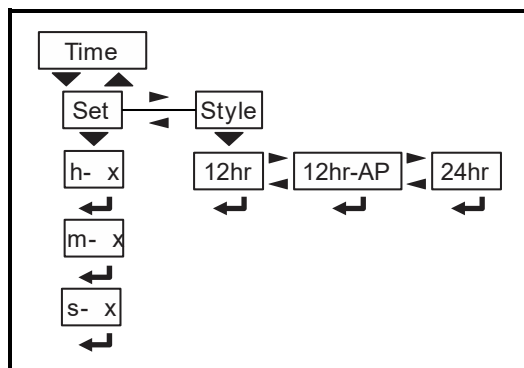 Time
Set
Style
h- x
12hr
12hr-AP
24hr
m- x
s- x